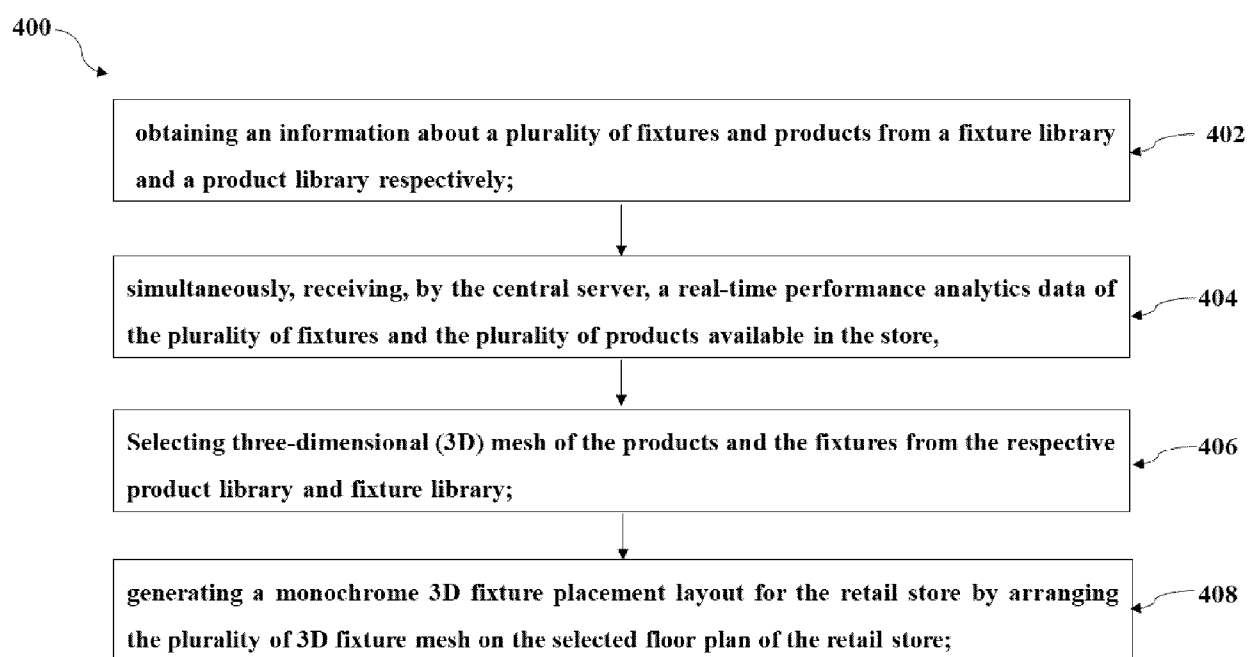 400
obtaining an information about a plurality of fixtures and products from a fixture library
402
and a product library respectively;
simultaneously, receiving, by the central server, a real-time performance analytics data of
404
the plurality of fixtures and the plurality of products available in the store,
Selecting three-dimensional (3D) mesh of the products and the fixtures from the respective
406
product library and fixture library;
generating a monochrome 3D fixture placement layout for the retail store by arranging
408
the plurality of 3D fixture mesh on the selected floor plan of the retail store;